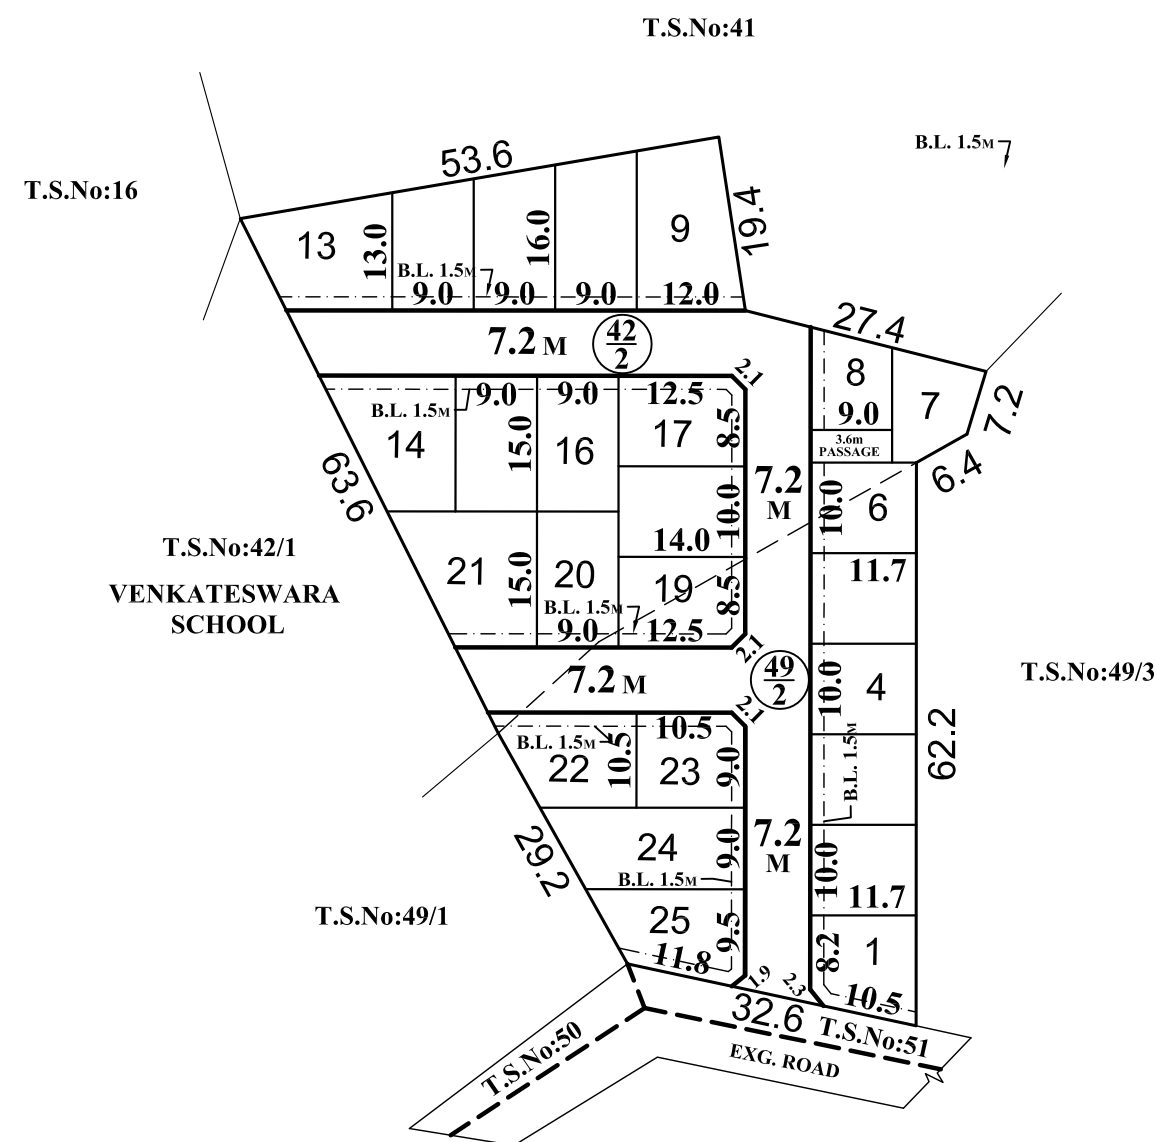 T.S.No:41
B.L. 1.5M
T.S.No:16
53.6
19.4
13
13.0
16.0
9
B.L. 1.5M
9.0
9.0
9.0
12.0
7.2 M
42
2
27.4
2.1
8
7
7.2
9.0
3.6m
PASSAGE
6.4
9.0
9.0
12.5
B.L. 1.5M
14
15.0
16
17
8.5
63.6
7.2
M
10.0
10.0
6
14.0
11.7
T.S.No:42/1
VENKATESWARA
SCHOOL
21
15.0
20
19
8.5
B.L. 1.5M
9.0
12.5
2.1
7.2 M
49
2
10.0
4
T.S.No:49/3
2.1
10.5
B.L. 1.5M
22
10.5
23
9.0
B.L. 1.5M
62.2
29.2
24
9.0
7.2
M
10.0
11.7
B.L. 1.5M
T.S.No:49/1
25
9.5
11.8
8.2
1
1.9
2.3
10.5
32.6
T.S.No:51
T.S.No:50
EXG. ROAD